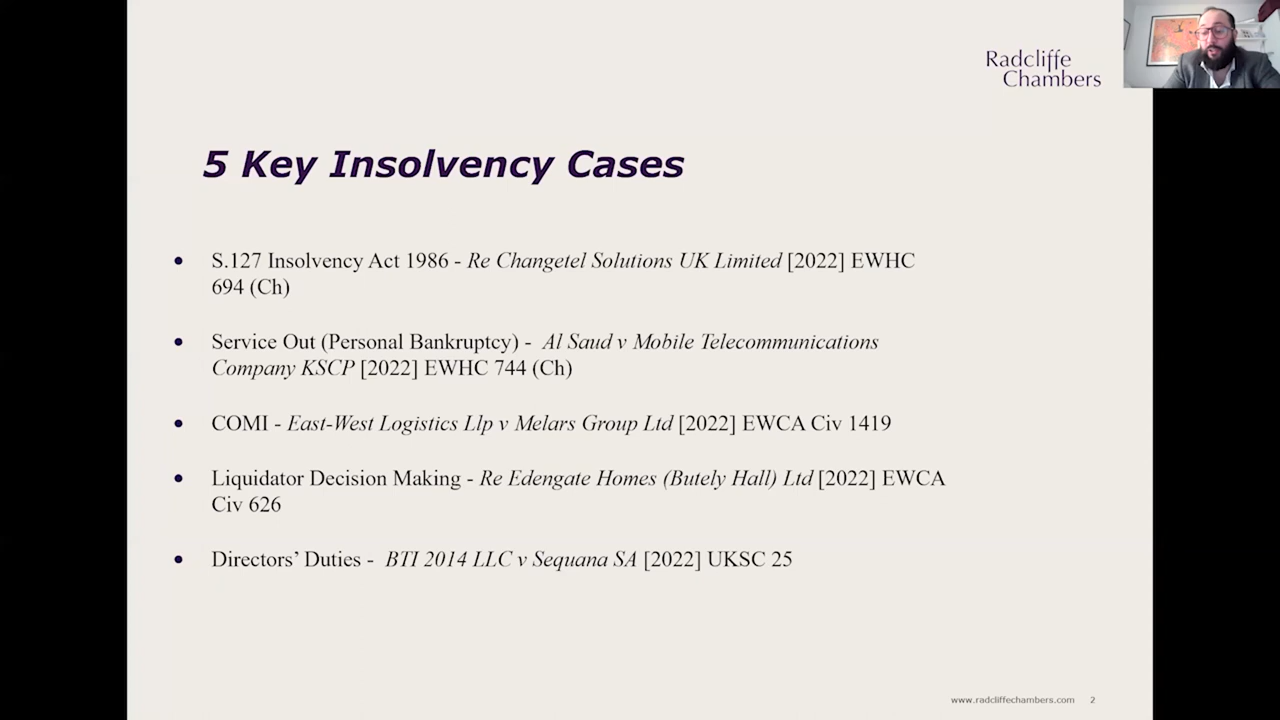 Radcliffe
Chambers
5 Key Insolvency Cases
• S.127 Insolvency Act 1986 - Re Changetel Solutions UK Limited [2022] EWHC
694 (Ch)
• Service Out (Personal Bankruptcy) - Al Saud v Mobile Telecommunications
Company KSCP [2022] EWHC 744 (Ch)
• COMI - East-West Logistics Llp v Melars Group Ltd [2022] EWCA Civ 1419
• Liquidator Decision Making - Re Edengate Homes (Butely Hall) Ltd [2022] EWCA
Civ 626
• Directors’ Duties - BTI 2014 LLC v Sequana SA [2022] UKSC 25
www.radcliffechambers.com 2